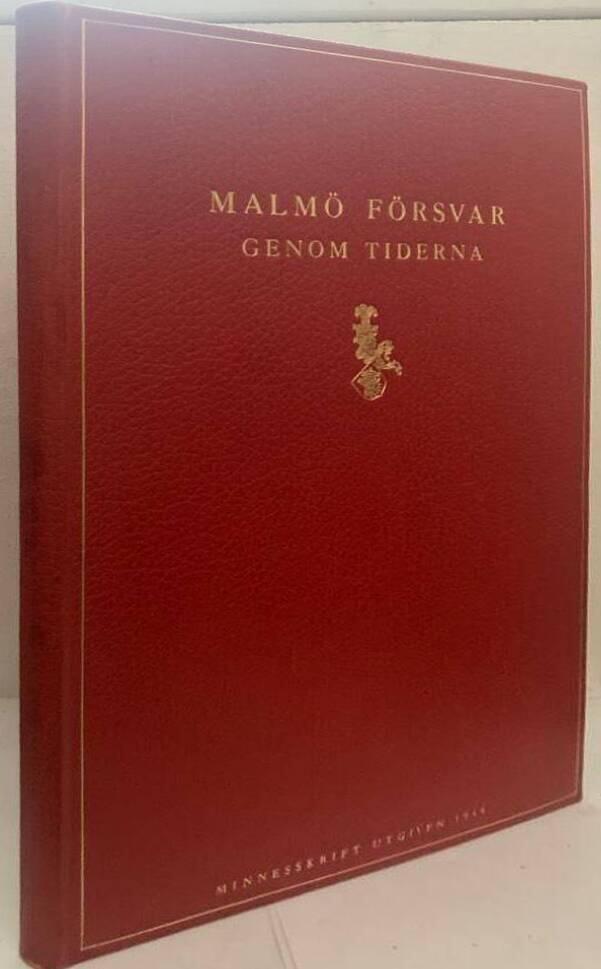 MALMÖ FÖRSVAR
GENOM TIDERNA
MINNESSKRIFT UTGIVEN